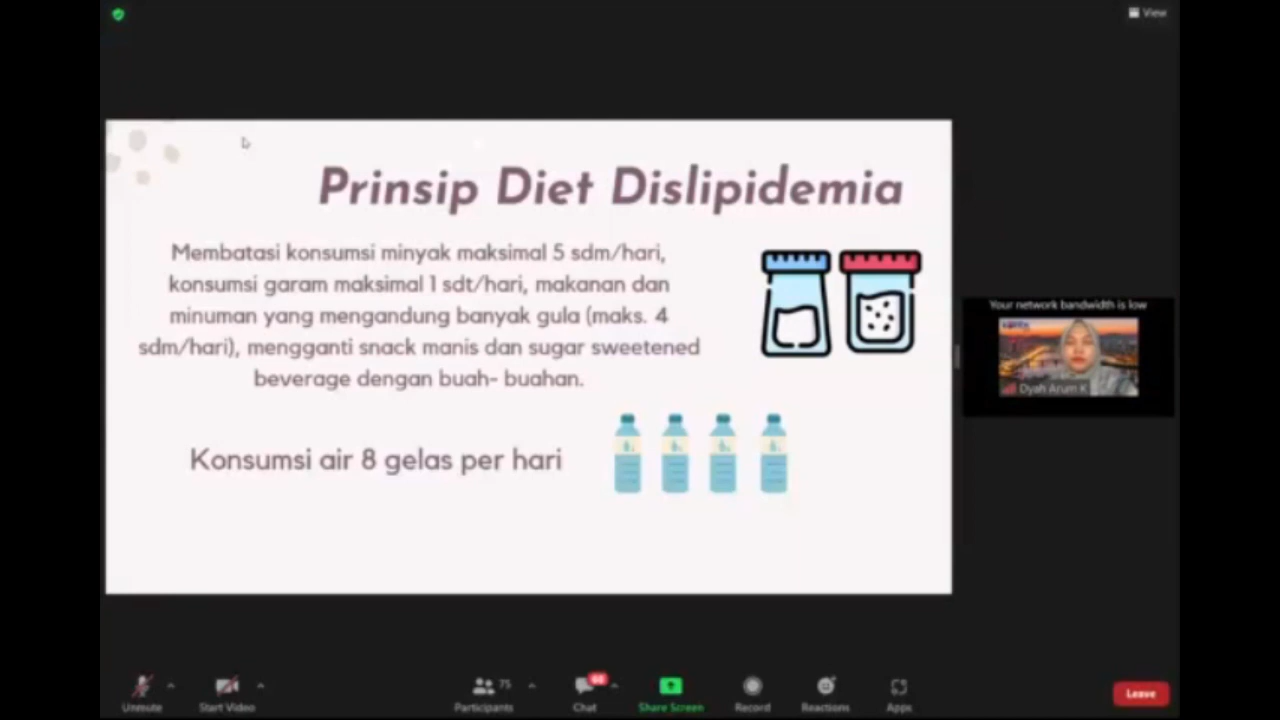 View
Prinsip Diet Dislipidemia
Membatasi konsumsi minyak maksimal 5 sdm/hari,
konsumsi garam maksimal 1 sdt/hari, makanan dan
minuman yang mengandung banyak gula (maks. 4
sdm/hari), mengganti snack manis dan sugar sweetened
beverage dengan buah- buahan.
Konsumsi air 8 gelas per hari
Your network bandwidth is low
Dyah Arum K
75
Unmute
Start Video
Participants
Chat
Share Screen
Record
Reactions
Apps
Leave